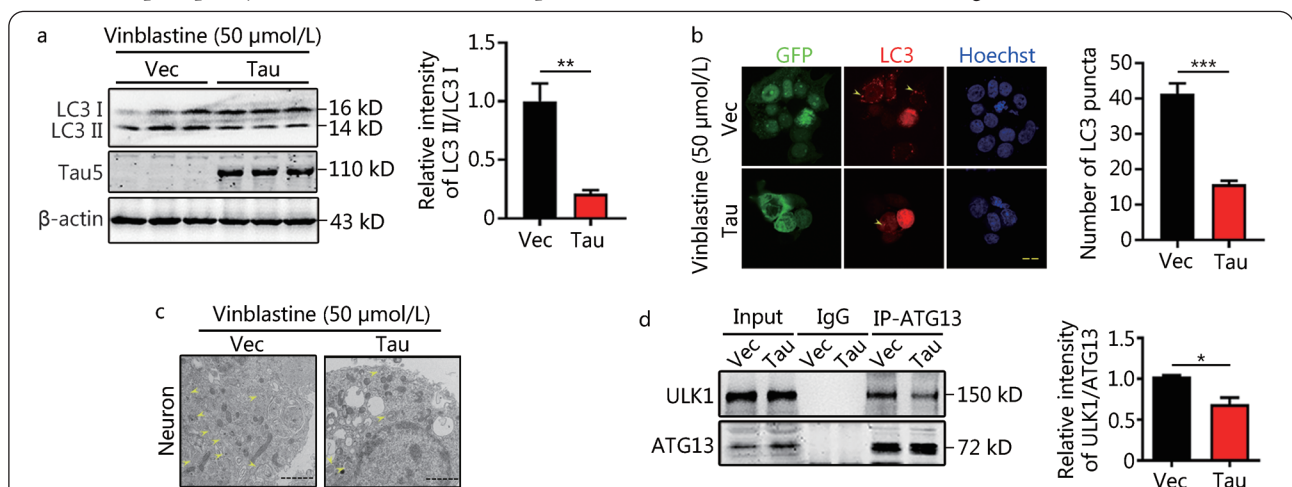 a
Vinblastine (50 μmol/L)
Vec Tau
LC3 I
LC3 II
16 kD
14 kD
Tau5
110 kD
β-actin
43 kD
Relative intensity
of LC3 II/LC3 I
1.5
1.0
0.5
0
**
Vec Tau
b
Vinblastine (50 μmol/L)
GFP LC3 Hoechst
Vec
Tau
Number of LC3 puncta
50
40
30
20
10
0
***
Vec Tau
c
Vinblastine (50 μmol/L)
Vec Tau
Neuron
d
Input IgG IP-ATG13
Vec Tau Vec Tau Vec Tau
ULK1
150 kD
ATG13
72 kD
Relative intensity
of ULK1/ATG13
1.5
1.0
0.5
0
*
Vec Tau